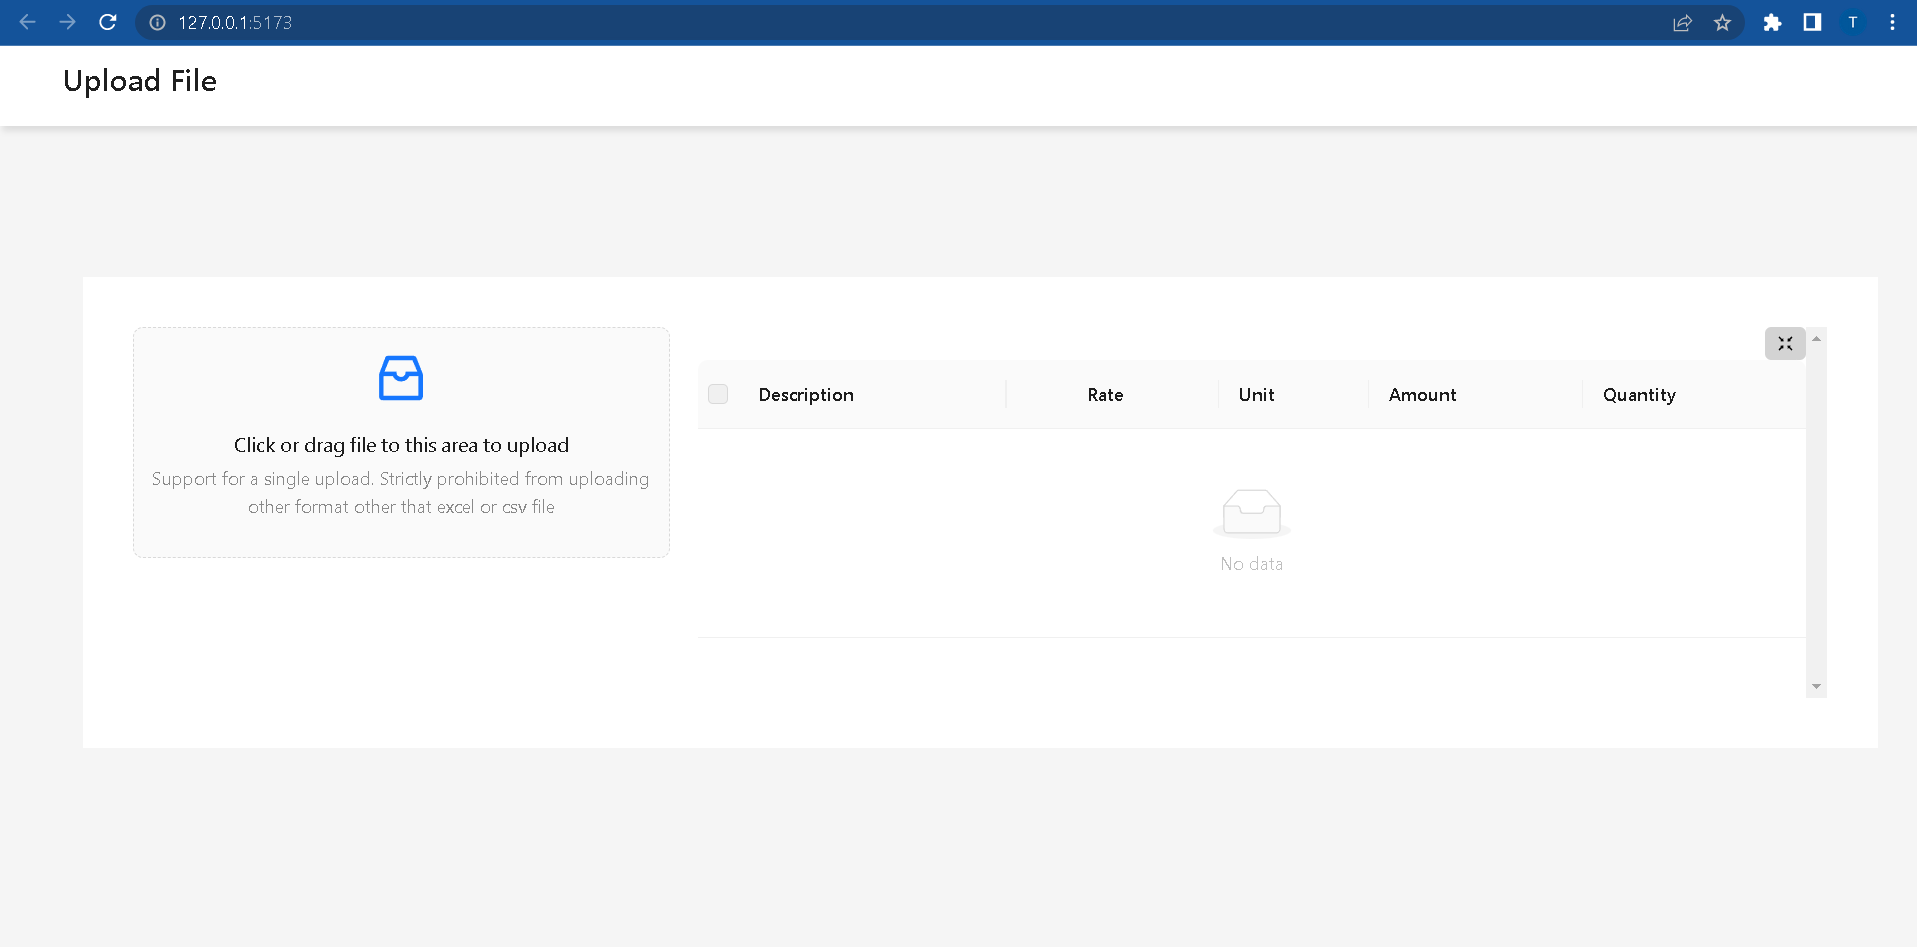 127.0.0.1:5173
T
Upload File
Click or drag file to this area to upload
Support for a single upload. Strictly prohibited from uploading
other format other that excel or csv file
Description Rate Unit Amount Quantity
No data